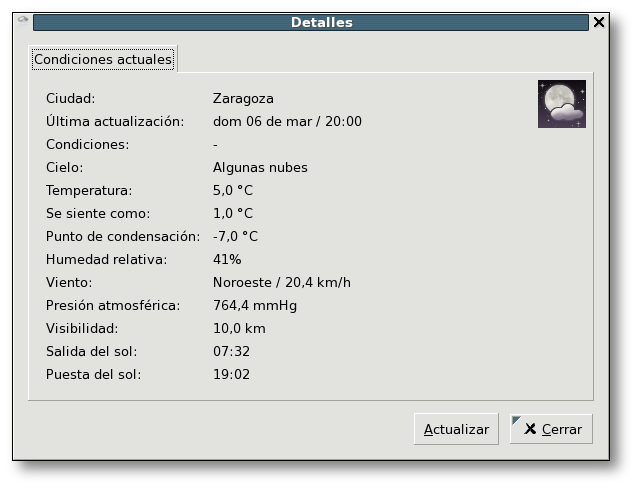 Detalles
Condiciones actuales
Ciudad: Zaragoza
Última actualización: dom 06 de mar / 20:00
Condiciones: -
Cielo: Algunas nubes
Temperatura: 5,0 °C
Se siente como: 1,0 °C
Punto de condensación: -7,0 °C
Humedad relativa: 41%
Viento: Noroeste / 20,4 km/h
Presión atmosférica: 764,4 mmHg
Visibilidad: 10,0 km
Salida del sol: 07:32
Puesta del sol: 19:02
Actualizar Cerrar